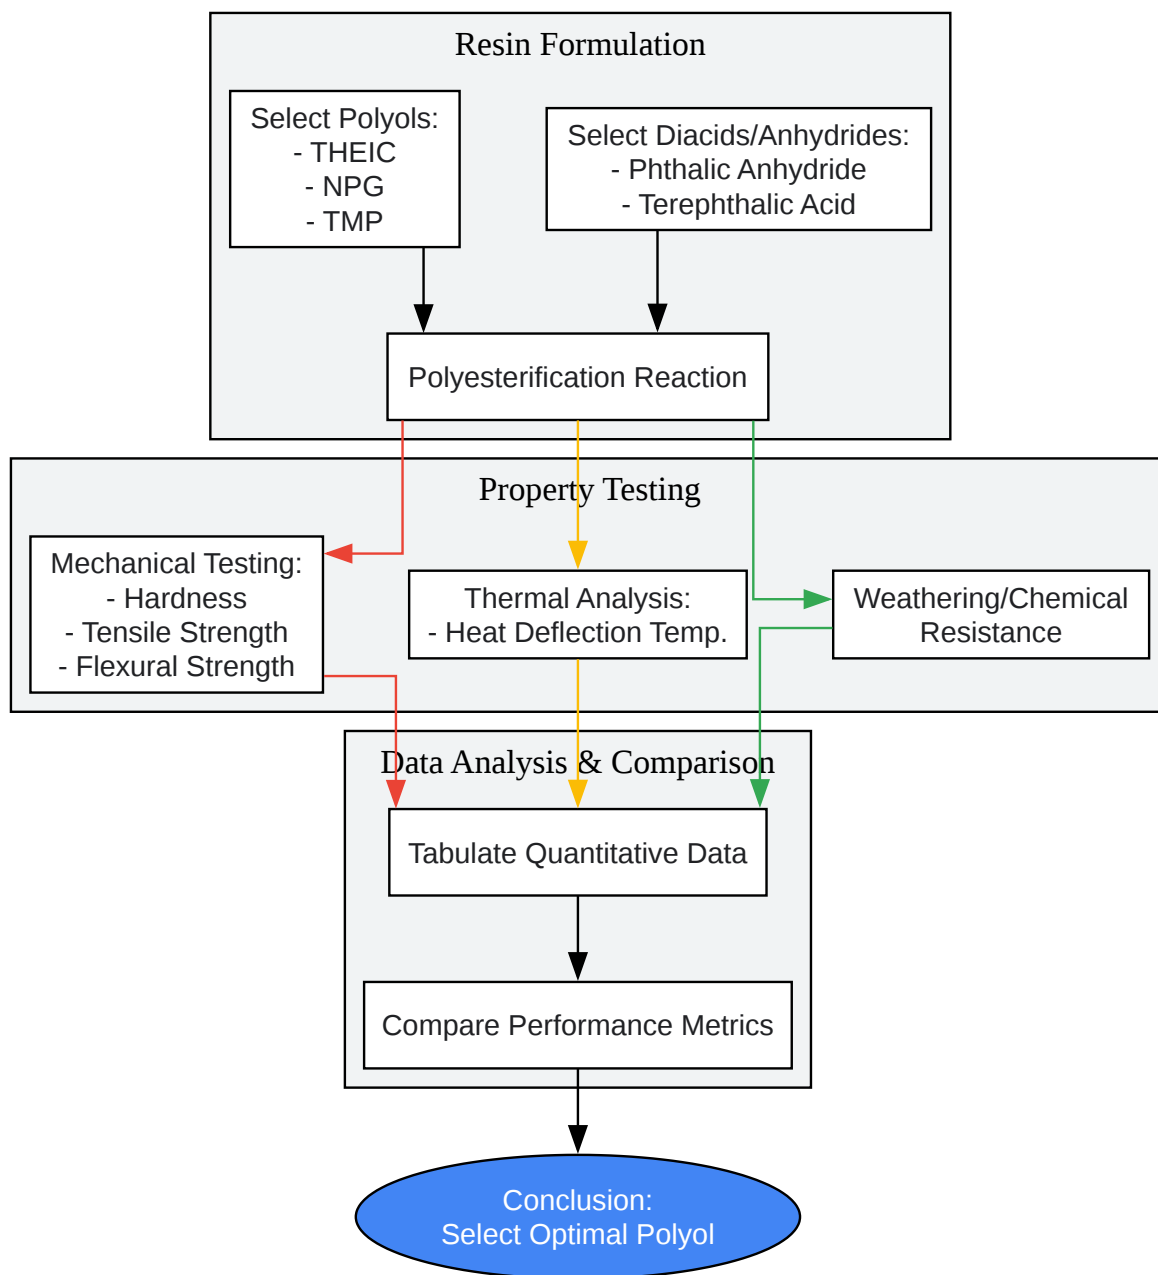 Resin Formulation
Select Polyols:
- THEIC
- NPG
- TMP
Select Diacids/Anhydrides:
- Phthalic Anhydride
- Terephthalic Acid
Polyesterification Reaction
Property Testing
Mechanical Testing:
- Hardness
- Tensile Strength
- Flexural Strength
Thermal Analysis:
- Heat Deflection Temp.
Weathering/Chemical
Resistance
Data Analysis & Comparison
Tabulate Quantitative Data
Compare Performance Metrics
Conclusion:
Select Optimal Polyol